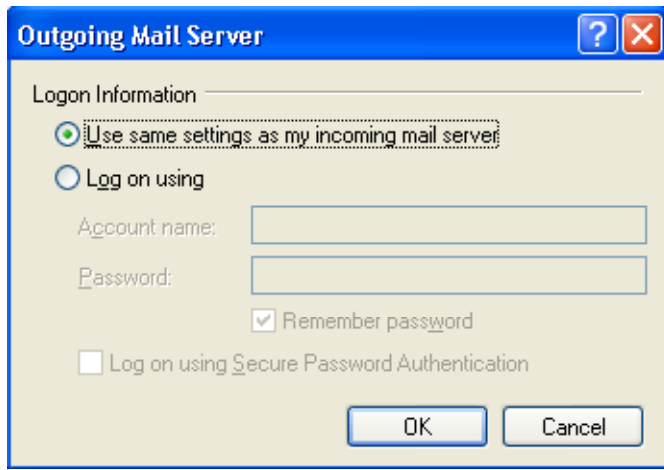 Outgoing Mail Server
Logon Information
Use same settings as my incoming mail server
Log on using
Account name:
Password:
Remember password
Log on using Secure Password Authentication
OK Cancel